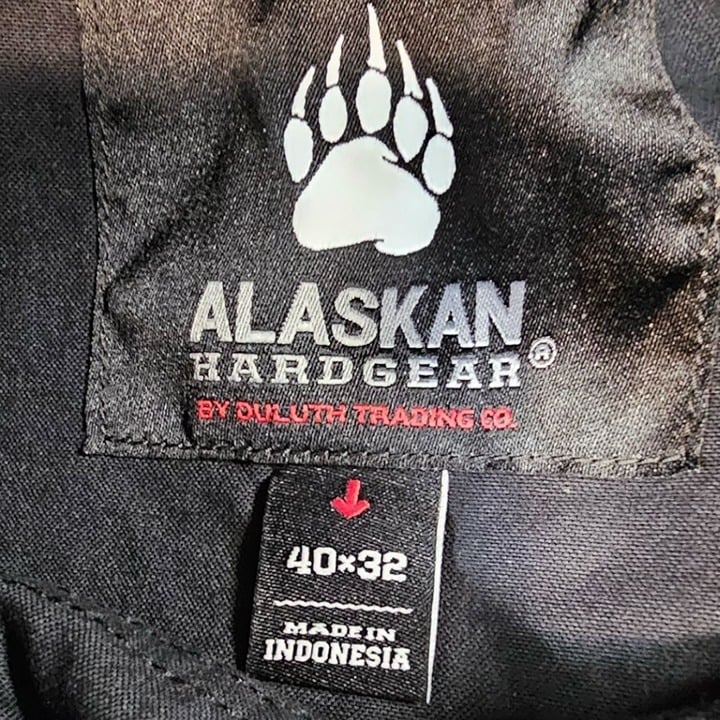 ALASKAN
HARDGEAR®
BY DULUTH TRADING CO.
40×32
MADE IN
INDONESIA